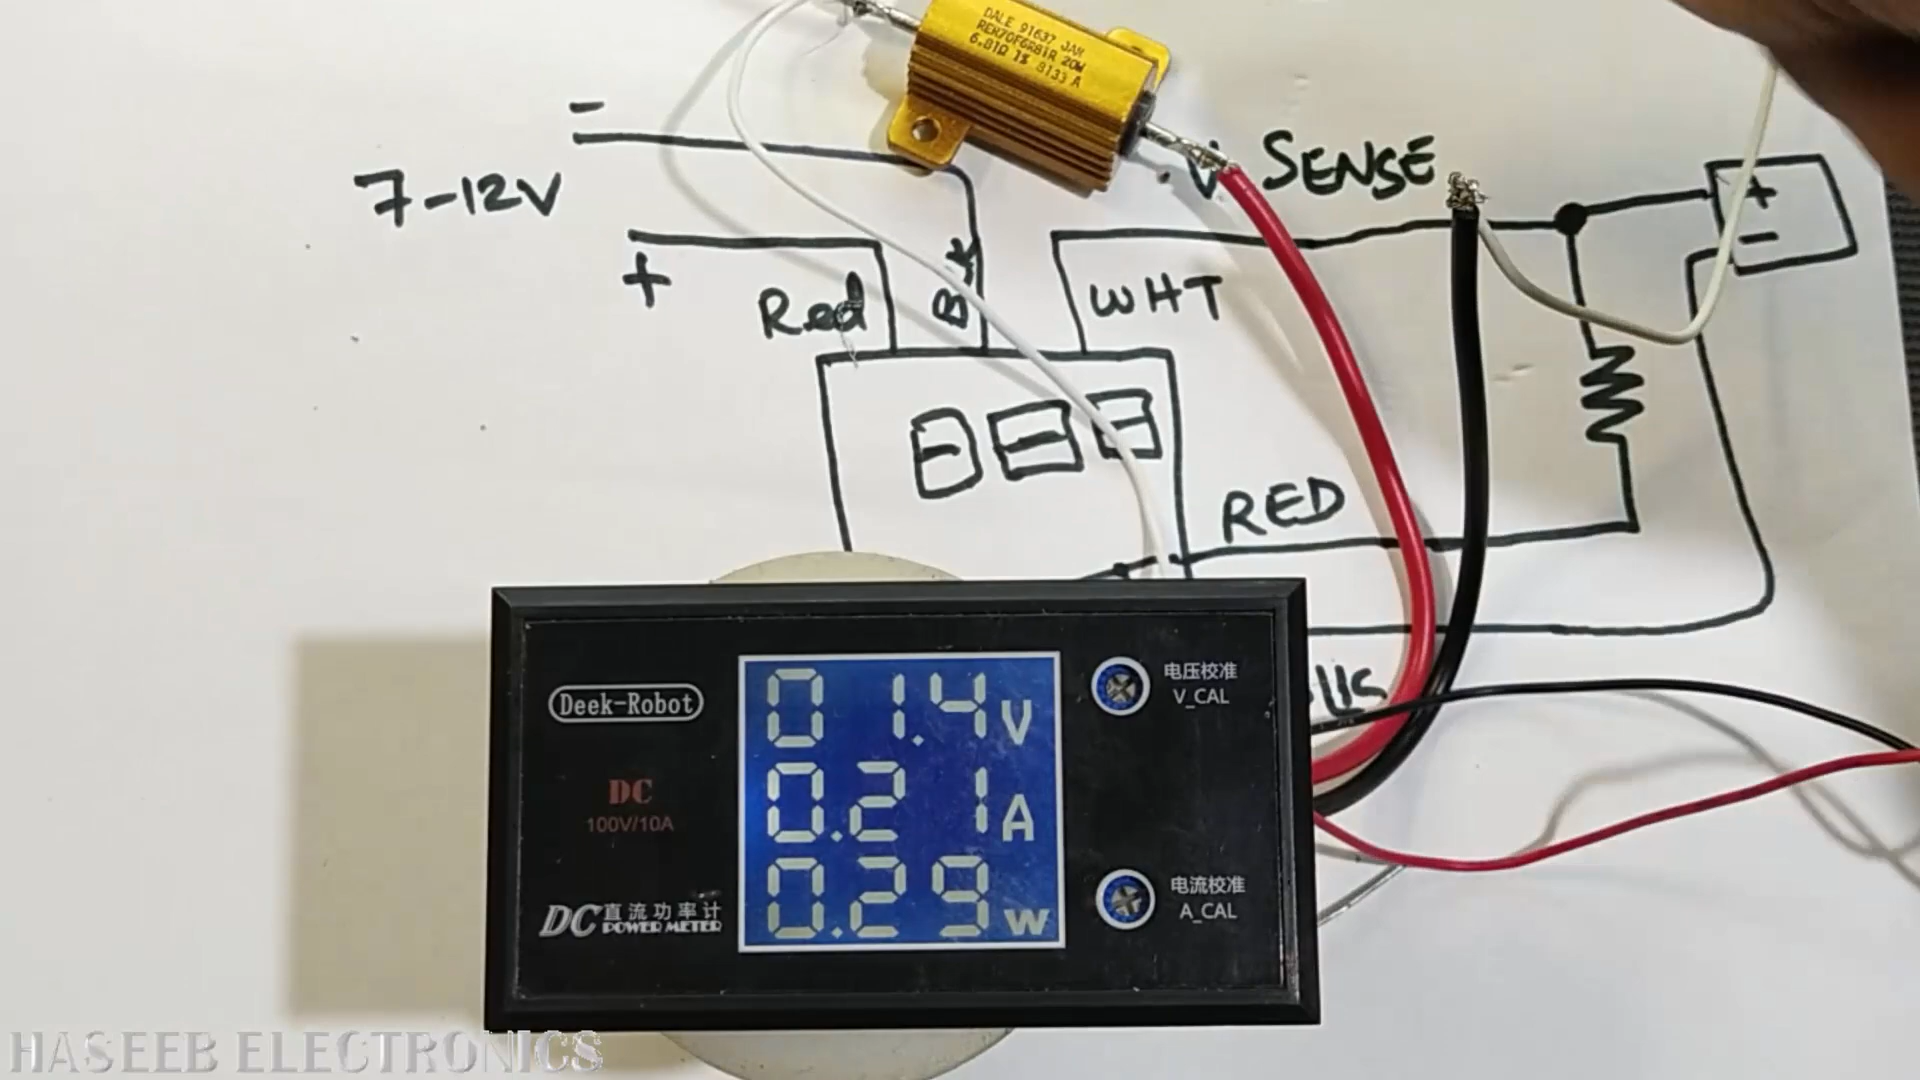 DALE 91637 JAN
RER70F6R81R 20W
6.81Ω 1% 8133 A
-
7-12V
+
V SENSE
+
-
Red
WHT
RED
Deek-Robot
DC
100V/10A
DC 直流功率计
POWER METER
01.4 V
0.21 A
0.29 W
电压校准
V_CAL
电流校准
A_CAL
HASEEB ELECTRONICS